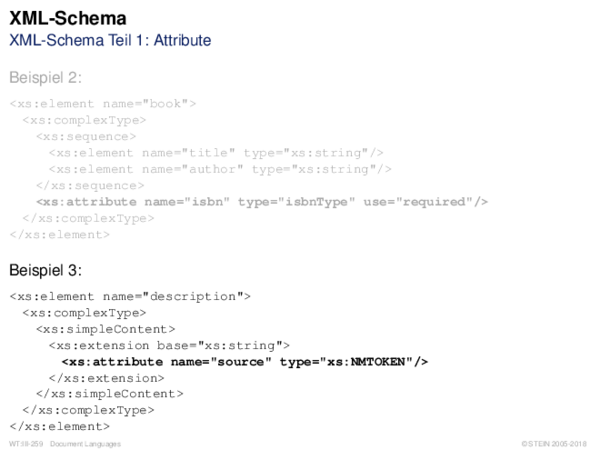 XML-Schema
XML-Schema Teil 1: Attribute
Beispiel 2:
<xs:element name="book">
<xs:complexType>
<xs:sequence>
<xs:element name="title" type="xs:string"/>
<xs:element name="author" type="xs:string"/>
</xs:sequence>
<xs:attribute name="isbn" type="isbnType" use="required"/>
</xs:complexType>
</xs:element>
Beispiel 3:
<xs:element name="description">
<xs:complexType>
<xs:simpleContent>
<xs:extension base="xs:string">
<xs:attribute name="source" type="xs:NMTOKEN"/>
</xs:extension>
</xs:simpleContent>
</xs:complexType>
</xs:element>
WT:III-259 Document Languages
© STEIN 2005-2018